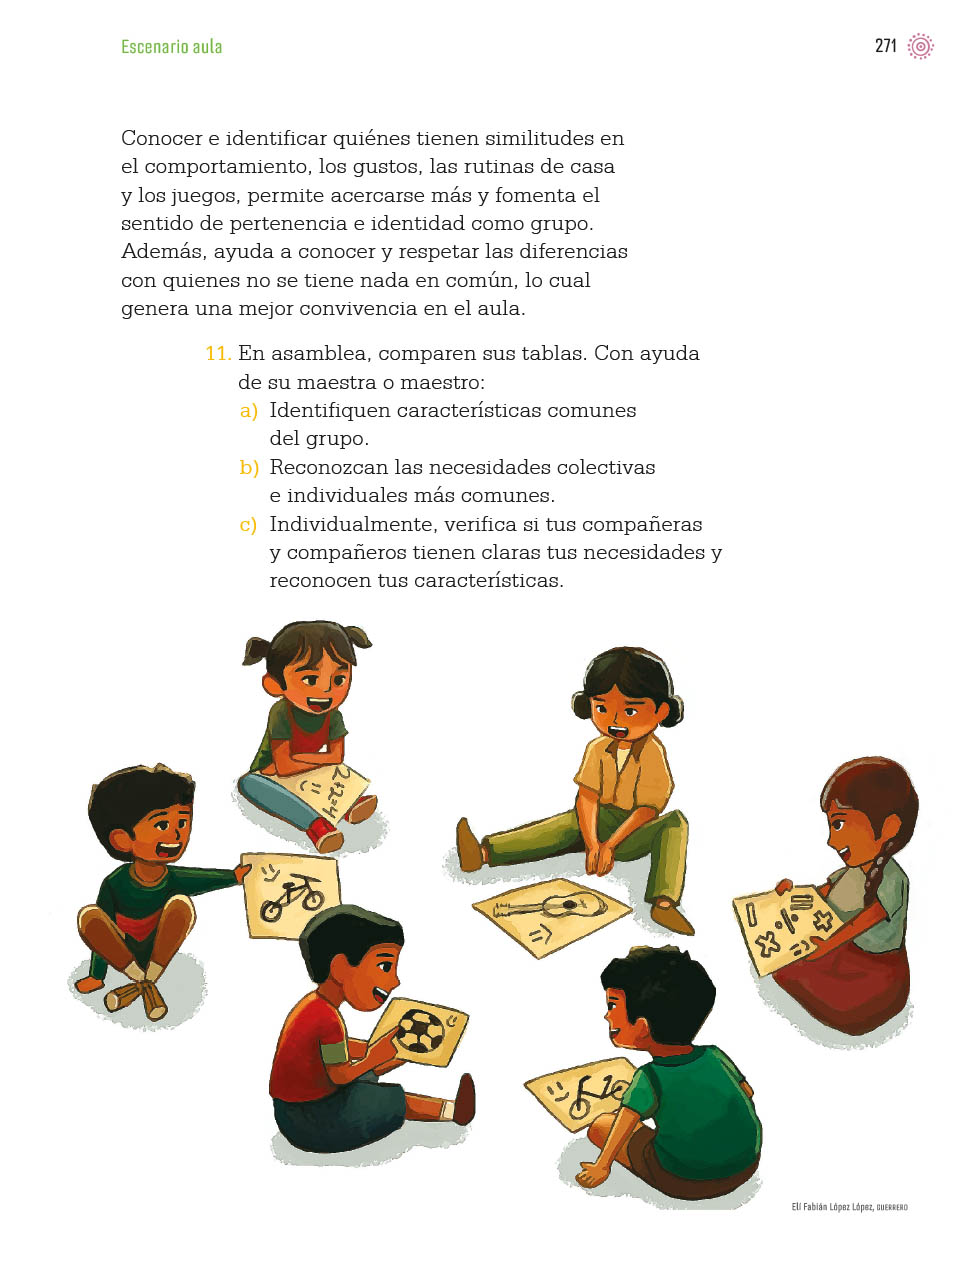 Escenario aula
271
Conocer e identificar quiénes tienen similitudes en
el comportamiento, los gustos, las rutinas de casa
y los juegos, permite acercarse más y fomenta el
sentido de pertenencia e identidad como grupo.
Además, ayuda a conocer y respetar las diferencias
con quienes no se tiene nada en común, lo cual
genera una mejor convivencia en el aula.
11. En asamblea, comparen sus tablas. Con ayuda
de su maestra o maestro:
a) Identifiquen características comunes
del grupo.
b) Reconozcan las necesidades colectivas
e individuales más comunes.
c) Individualmente, verifica si tus compañeras
y compañeros tienen claras tus necesidades y
reconocen tus características.
2+2=4
Elí Fabián López López, GUERRERO